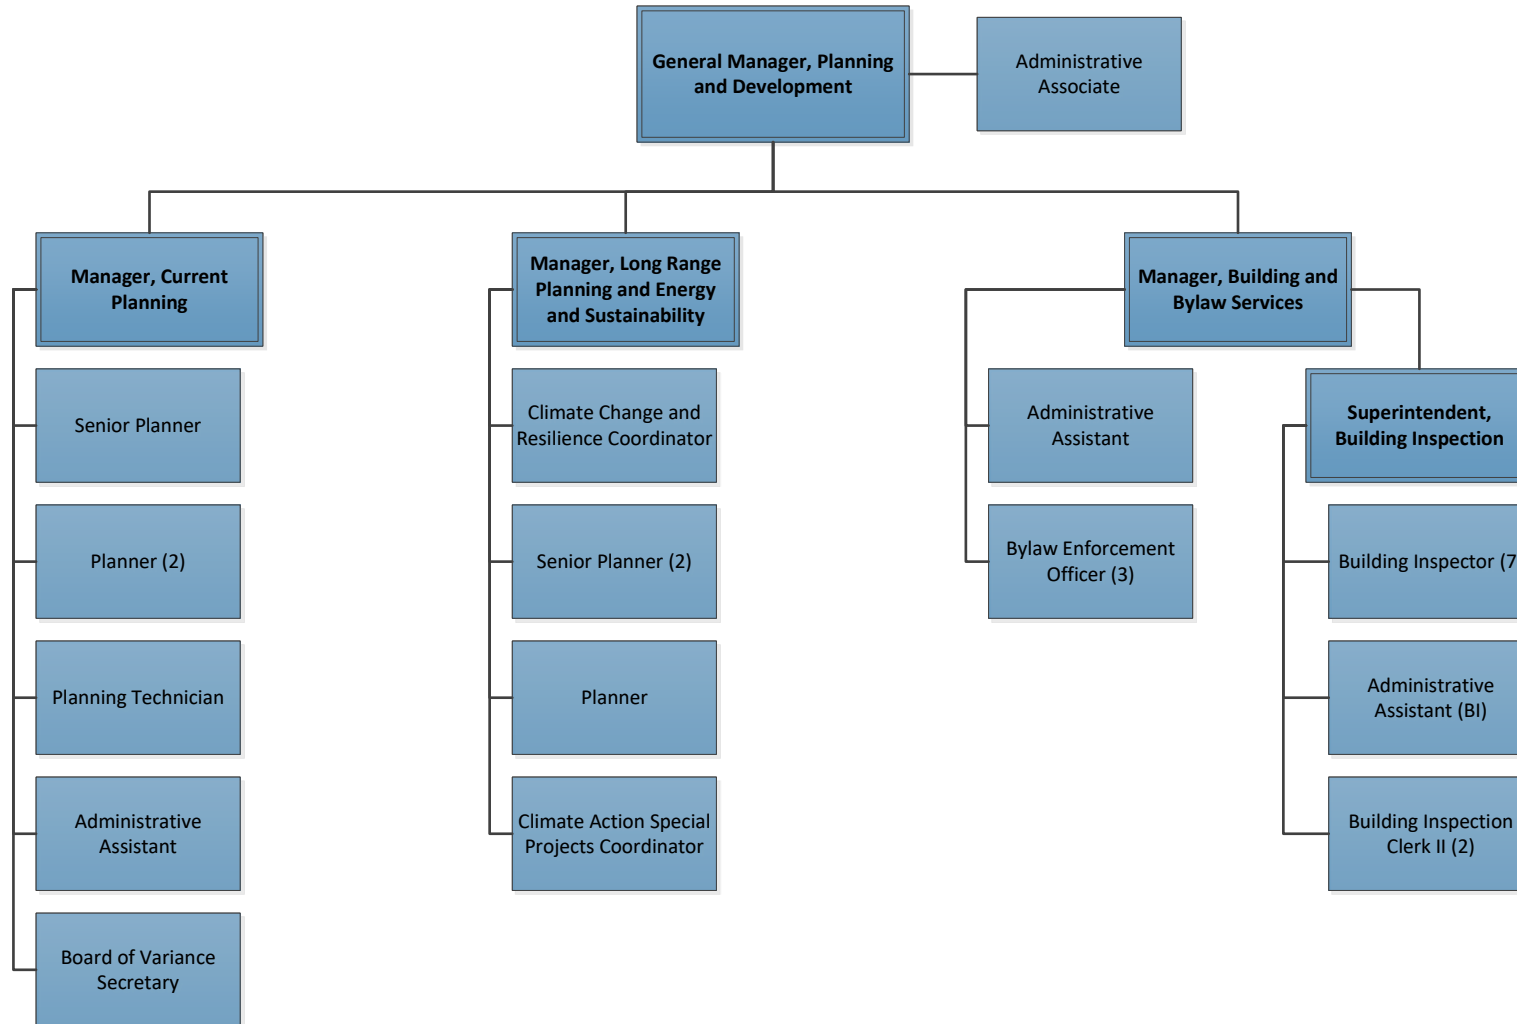 General Manager, Planning
and Development
Administrative
Associate
Manager, Current
Planning
Manager, Long Range
Planning and Energy
and Sustainability
Manager, Building and
Bylaw Services
Senior Planner
Climate Change and
Resilience Coordinator
Administrative
Assistant
Superintendent,
Building Inspection
Planner (2)
Senior Planner (2)
Bylaw Enforcement
Officer (3)
Building Inspector (7
Planning Technician
Planner
Administrative
Assistant (BI)
Administrative
Assistant
Climate Action Special
Projects Coordinator
Building Inspection
Clerk II (2)
Board of Variance
Secretary